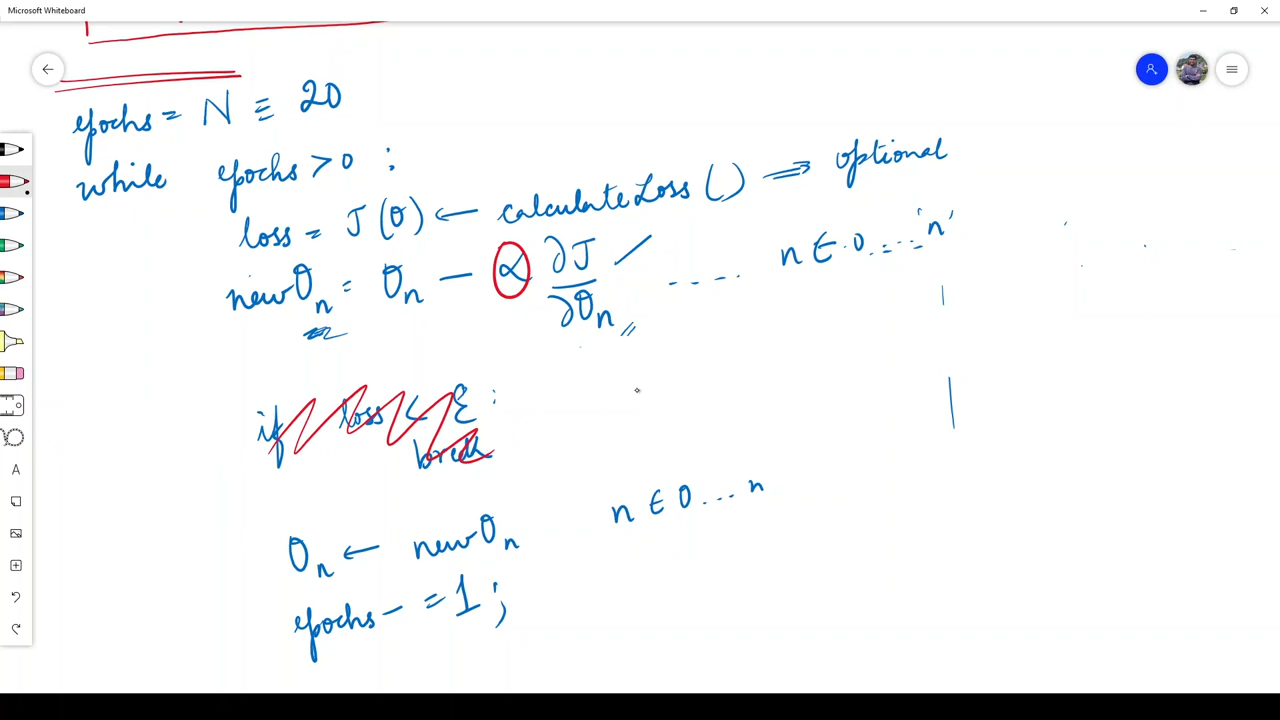 Microsoft Whiteboard
epochs = N ≡ 20
while epochs > 0 :
loss = J(θ) ← calculateLoss() ⇒ optional
newθn = θn − α ∂J/∂θn .... n ∈ 0 ..... 'n'
if loss < ε :
break
θn ← newθn n ∈ 0 ... n
epochs − = 1 ;
A